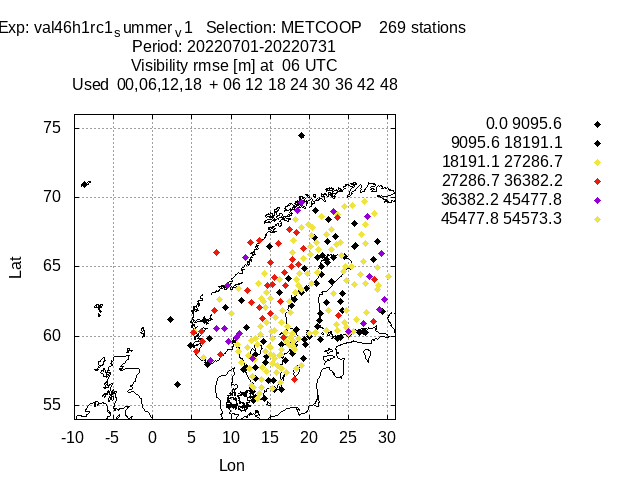 Exp: val46h1rc1s ummer v 1 Selection: METCOOP 269 stations
Period: 20220701-20220731
Visibility rmse [m] at 06 UTC
Used 00,06,12,18 + 06 12 18 24 30 36 42 48
0.0 9095.6
9095.6 18191.1
18191.1 27286.7
27286.7 36382.2
36382.2 45477.8
45477.8 54573.3
75
70
65
60
55
Lat
-10 -5 0 5 10 15 20 25 30
Lon